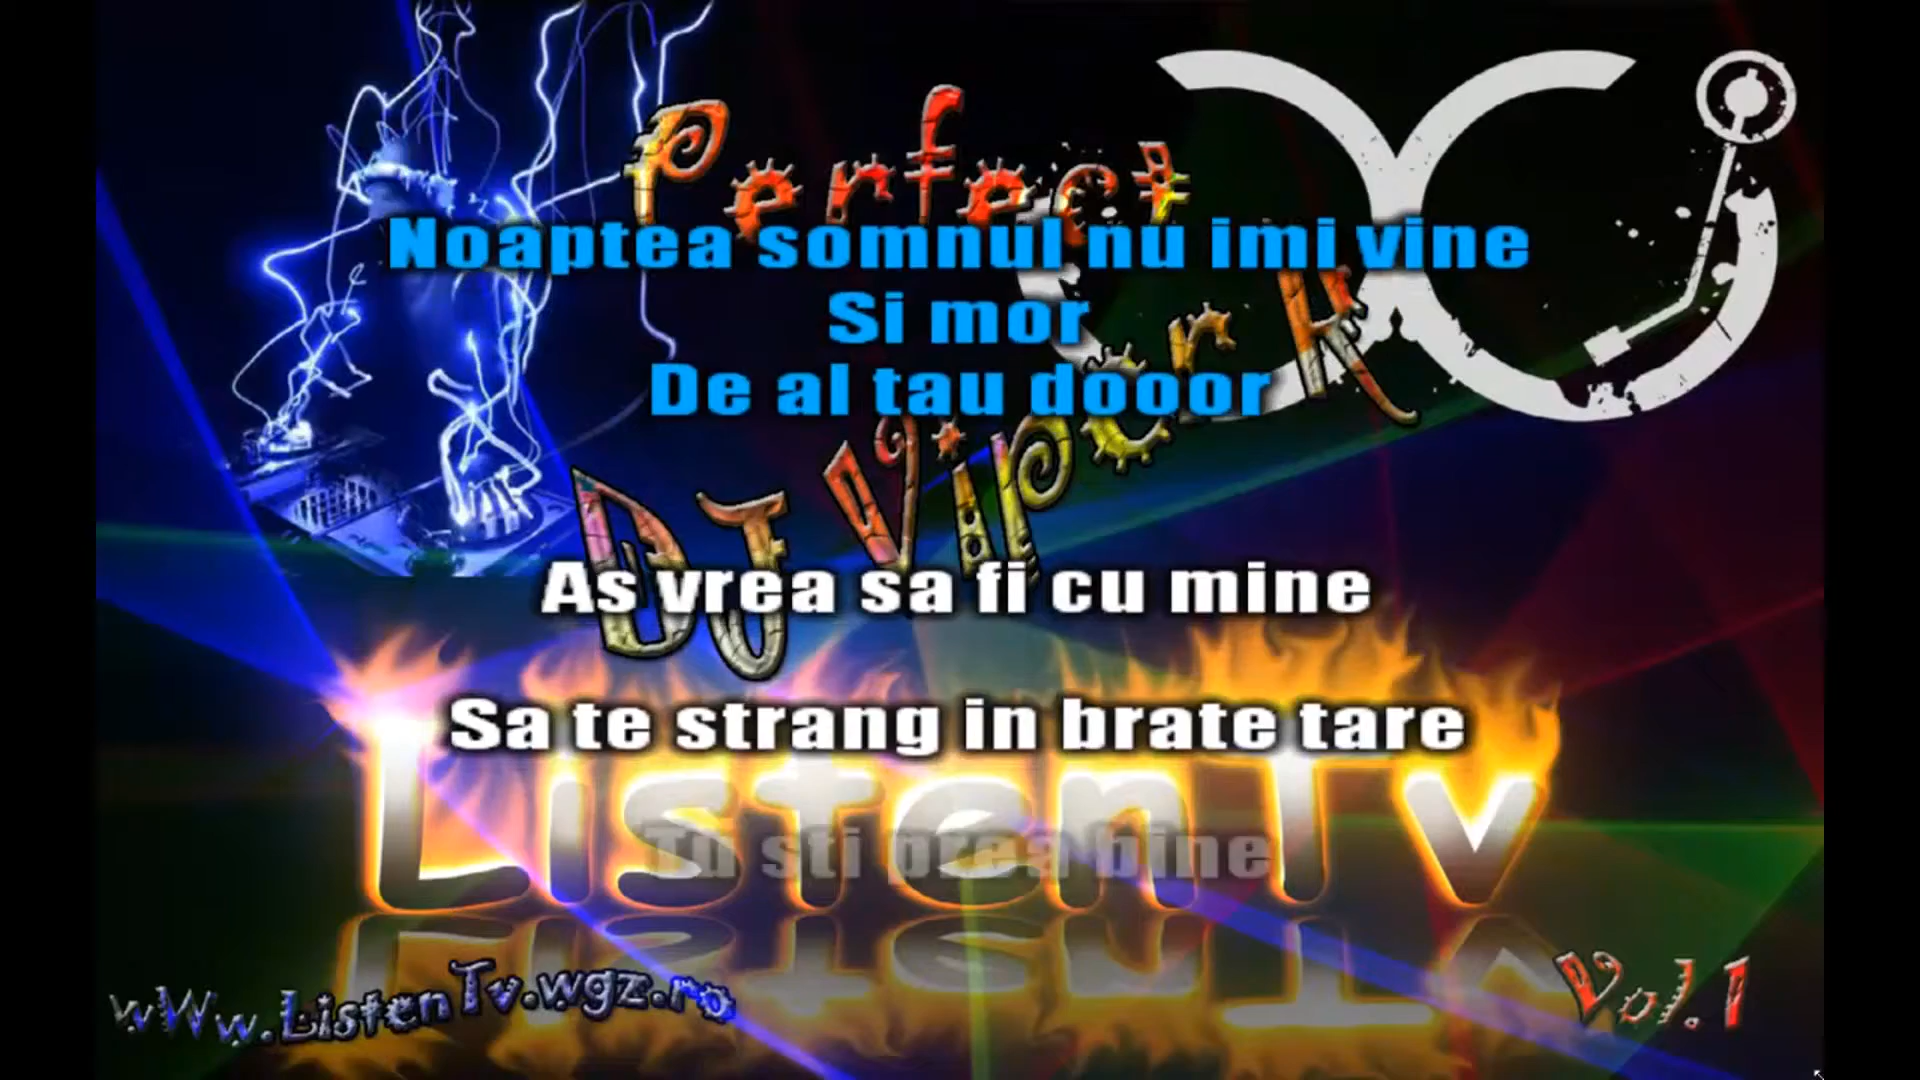 Perfect
Noaptea somnul nu imi vine
Si mor
De al tau dooor
DJ Viper K
As vrea sa fi cu mine
Sa te strang in brate tare
Tu sti prea bine
ListenTv
wWw.ListenTv.wgz.ro
Vol.1